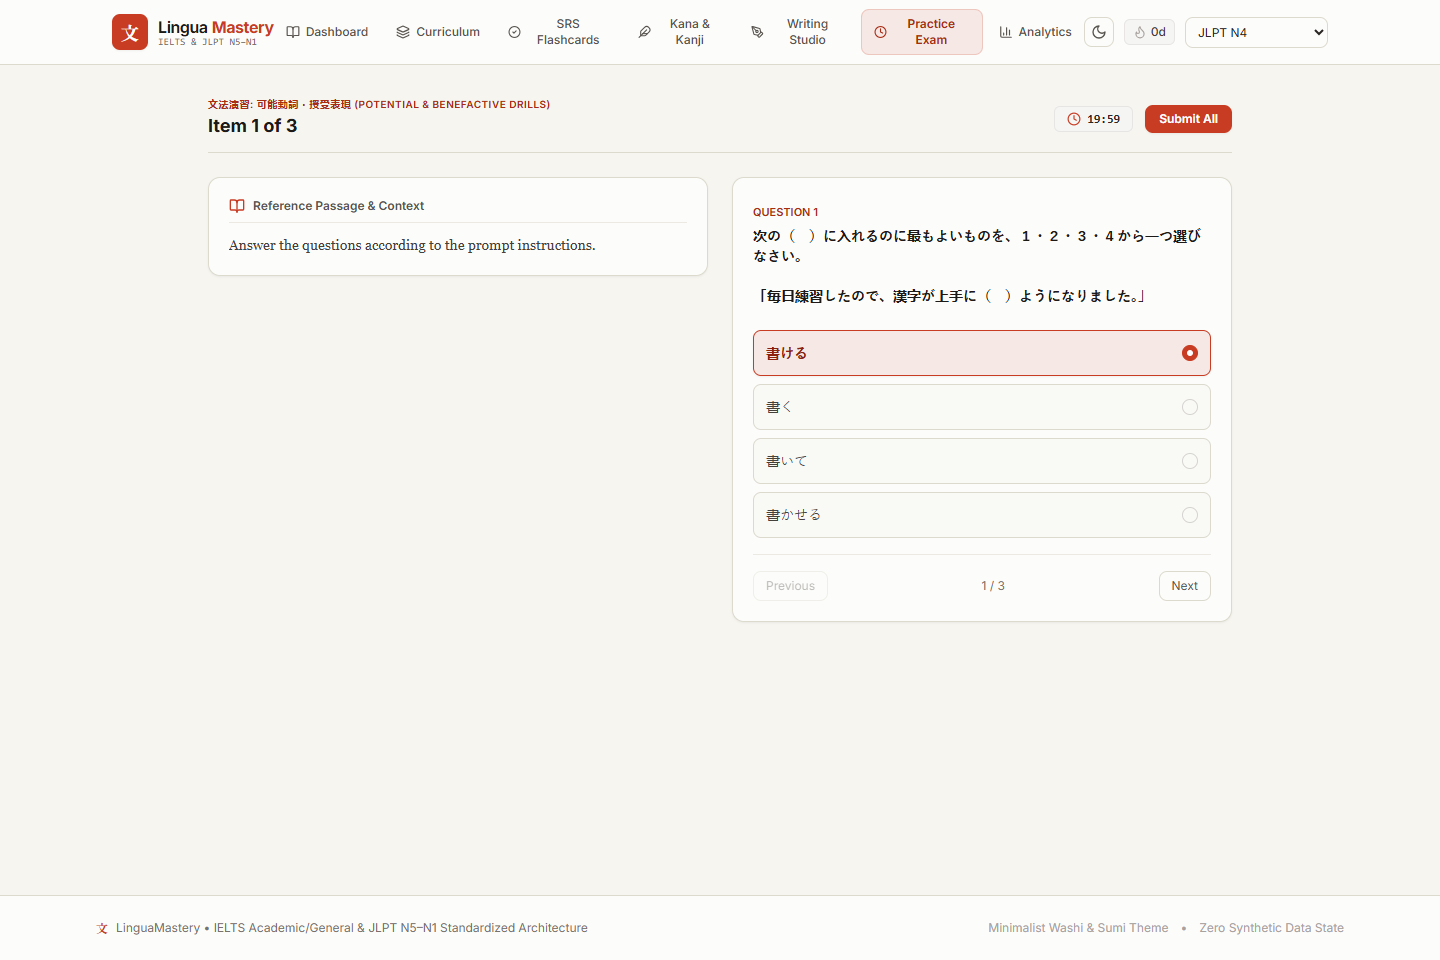 文
Lingua Mastery
IELTS & JLPT N5–N1
Dashboard
Curriculum
SRS
Flashcards
Kana &
Kanji
Writing
Studio
Practice
Exam
Analytics
0d
JLPT N4
文法演習: 可能動詞・授受表現 (POTENTIAL & BENEFACTIVE DRILLS)
Item 1 of 3
19:59
Submit All
Reference Passage & Context
Answer the questions according to the prompt instructions.
QUESTION 1
次の（　）に入れるのに最もよいものを、１・２・３・４から一つ選び
なさい。
「毎日練習したので、漢字が上手に（　）ようになりました。」
書ける
書く
書いて
書かせる
Previous
1 / 3
Next
文 LinguaMastery • IELTS Academic/General & JLPT N5–N1 Standardized Architecture
Minimalist Washi & Sumi Theme • Zero Synthetic Data State